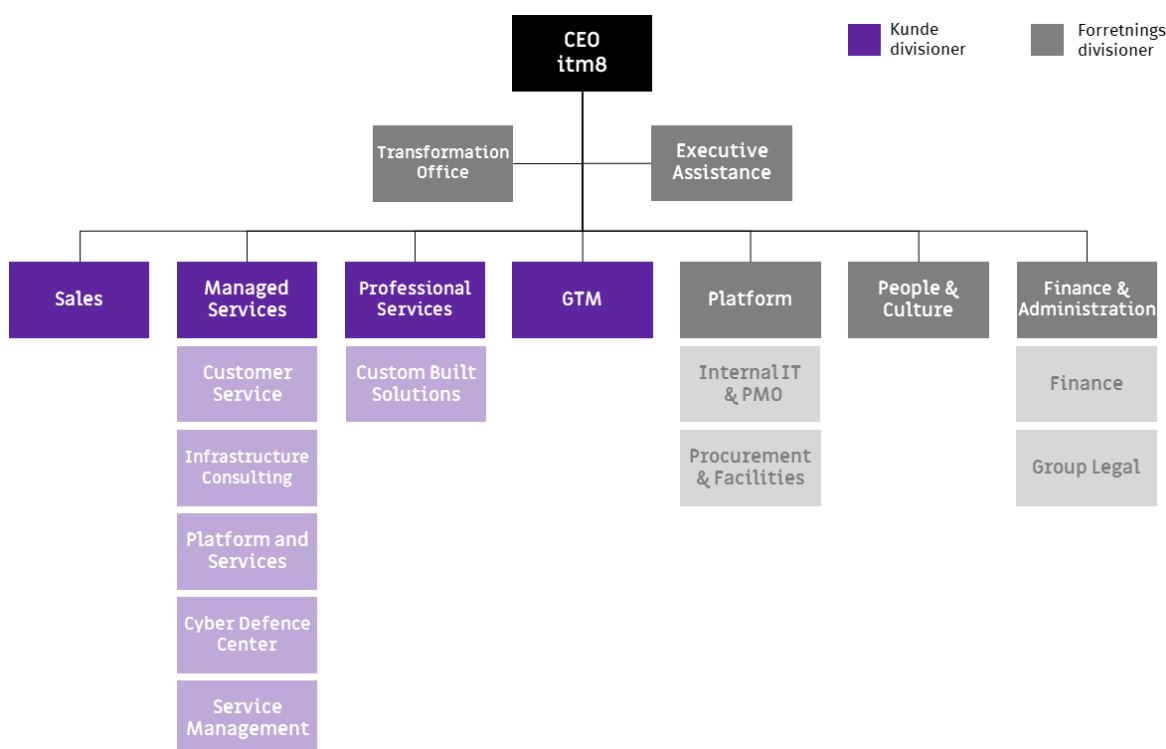 CEO
itm8
Kunde
divisioner
Forretnings
divisioner
Transformation
Office
Executive
Assistance
Sales
Managed
Services
Professional
Services
GTM
Platform
People &
Culture
Finance &
Administration
Customer
Service
Custom Built
Solutions
Internal IT
& PMO
Finance
Infrastructure
Consulting
Procurement
& Facilities
Group Legal
Platform and
Services
Cyber Defence
Center
Service
Management